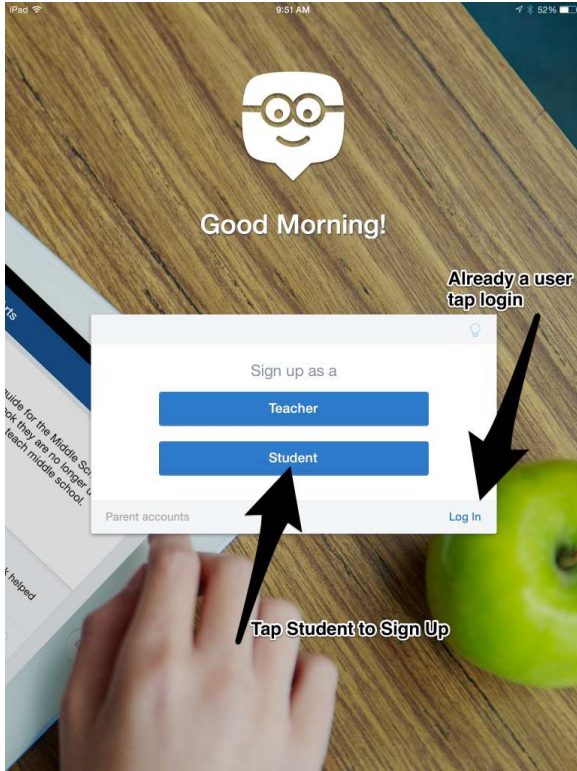 iPad
9:51 AM
52%
Good Morning!
Already a user
tap login
rts
Sign up as a
Teacher
guide for the Middle Sc
ok they are no longer u
teach middle school.
Student
Parent accounts
Log In
k helped
Tap Student to Sign Up